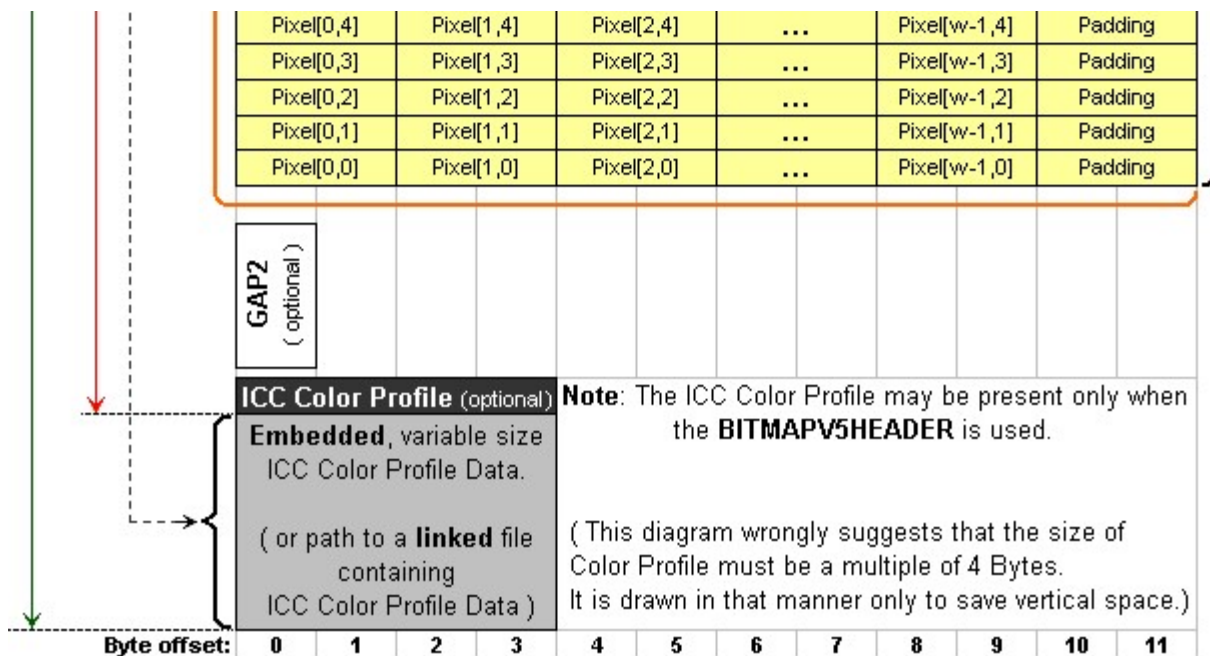 Pixel[0,4] Pixel[1,4] Pixel[2,4] ... Pixel[w-1,4] Padding
Pixel[0,3] Pixel[1,3] Pixel[2,3] ... Pixel[w-1,3] Padding
Pixel[0,2] Pixel[1,2] Pixel[2,2] ... Pixel[w-1,2] Padding
Pixel[0,1] Pixel[1,1] Pixel[2,1] ... Pixel[w-1,1] Padding
Pixel[0,0] Pixel[1,0] Pixel[2,0] ... Pixel[w-1,0] Padding
GAP2
( optional )
ICC Color Profile (optional)
Embedded, variable size
ICC Color Profile Data.
( or path to a linked file
containing
ICC Color Profile Data )
Note: The ICC Color Profile may be present only when
the BITMAPV5HEADER is used.
( This diagram wrongly suggests that the size of
Color Profile must be a multiple of 4 Bytes.
It is drawn in that manner only to save vertical space.)
Byte offset: 0 1 2 3 4 5 6 7 8 9 10 11